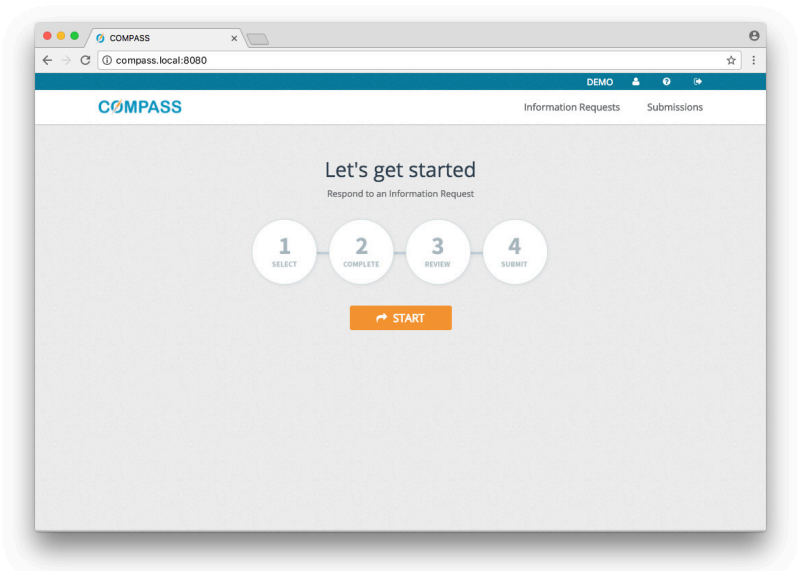 COMPASS
compass.local:8080
DEMO
COMPASS
Information Requests Submissions
Let's get started
Respond to an Information Request
1 2 3 4
SELECT COMPLETE REVIEW SUBMIT
START